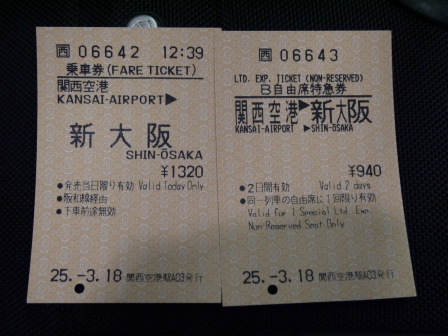 西 06642 12:39
乗車券(FARE TICKET)
関西空港
KANSAI-AIRPORT▶
新大阪
SHIN-ŌSAKA
¥1320
●発売当日限り有効 Valid Today Only
●阪和線経由
●下車前途無効
25.-3.18 関西空港駅A03発行
西 06643
LTD. EXP. TICKET (NON-RESERVED)
B自由席特急券
関西空港▶新大阪
KANSAI-AIRPORT ▶SHIN-ŌSAKA
¥940
●2日間有効 Valid 2 days
●同一列車の自由席に1回限り有効
Valid for 1 Special Ltd. Exp.
Non Reserved Seat Only
25.-3.18 関西空港駅A03発行